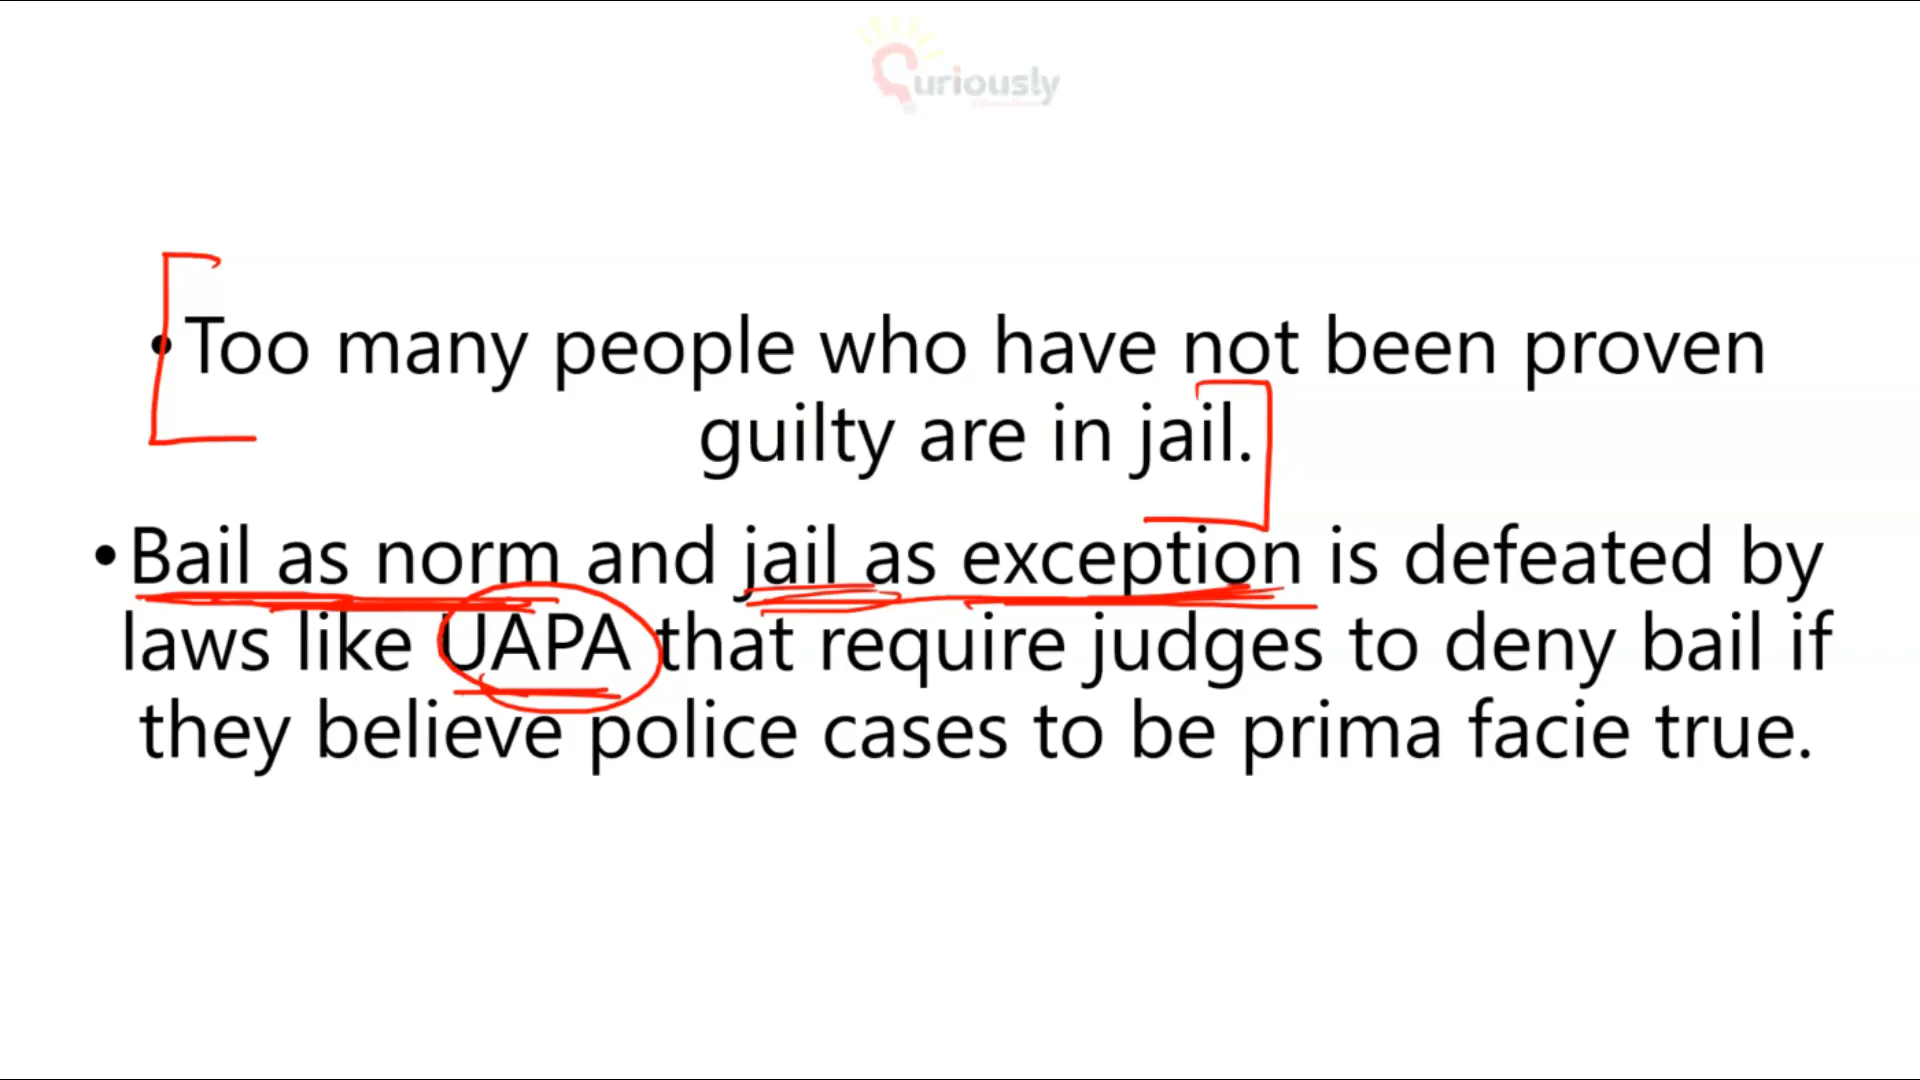 Curiously
• Too many people who have not been proven
guilty are in jail.
• Bail as norm and jail as exception is defeated by
laws like UAPA that require judges to deny bail if
they believe police cases to be prima facie true.